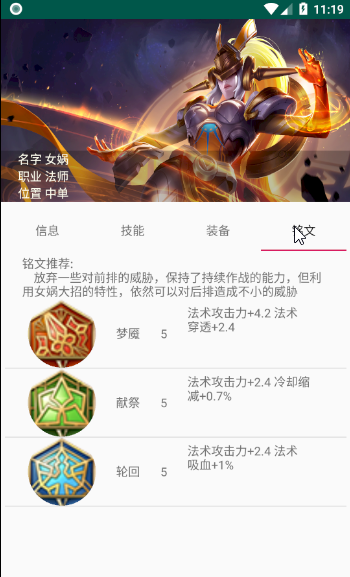 11:19
名字 女娲
职业 法师
位置 中单
信息 技能 装备 铭文
铭文推荐:
放弃一些对前排的威胁，保持了持续作战的能力，但利
用女娲大招的特性，依然可以对后排造成不小的威胁
梦魇 5 法术攻击力+4.2 法术
穿透+2.4
献祭 5 法术攻击力+2.4 冷却缩
减+0.7%
轮回 5 法术攻击力+2.4 法术
吸血+1%